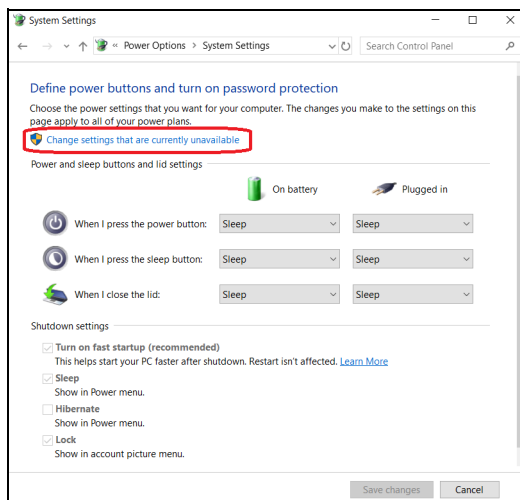 System Settings
« Power Options > System Settings
Search Control Panel
Define power buttons and turn on password protection
Choose the power settings that you want for your computer. The changes you make to the settings on this
page apply to all of your power plans.
Change settings that are currently unavailable
Power and sleep buttons and lid settings
On battery Plugged in
When I press the power button: Sleep Sleep
When I press the sleep button: Sleep Sleep
When I close the lid: Sleep Sleep
Shutdown settings
Turn on fast startup (recommended)
This helps start your PC faster after shutdown. Restart isn't affected. Learn More
Sleep
Show in Power menu.
Hibernate
Show in Power menu.
Lock
Show in account picture menu.
Save changes Cancel